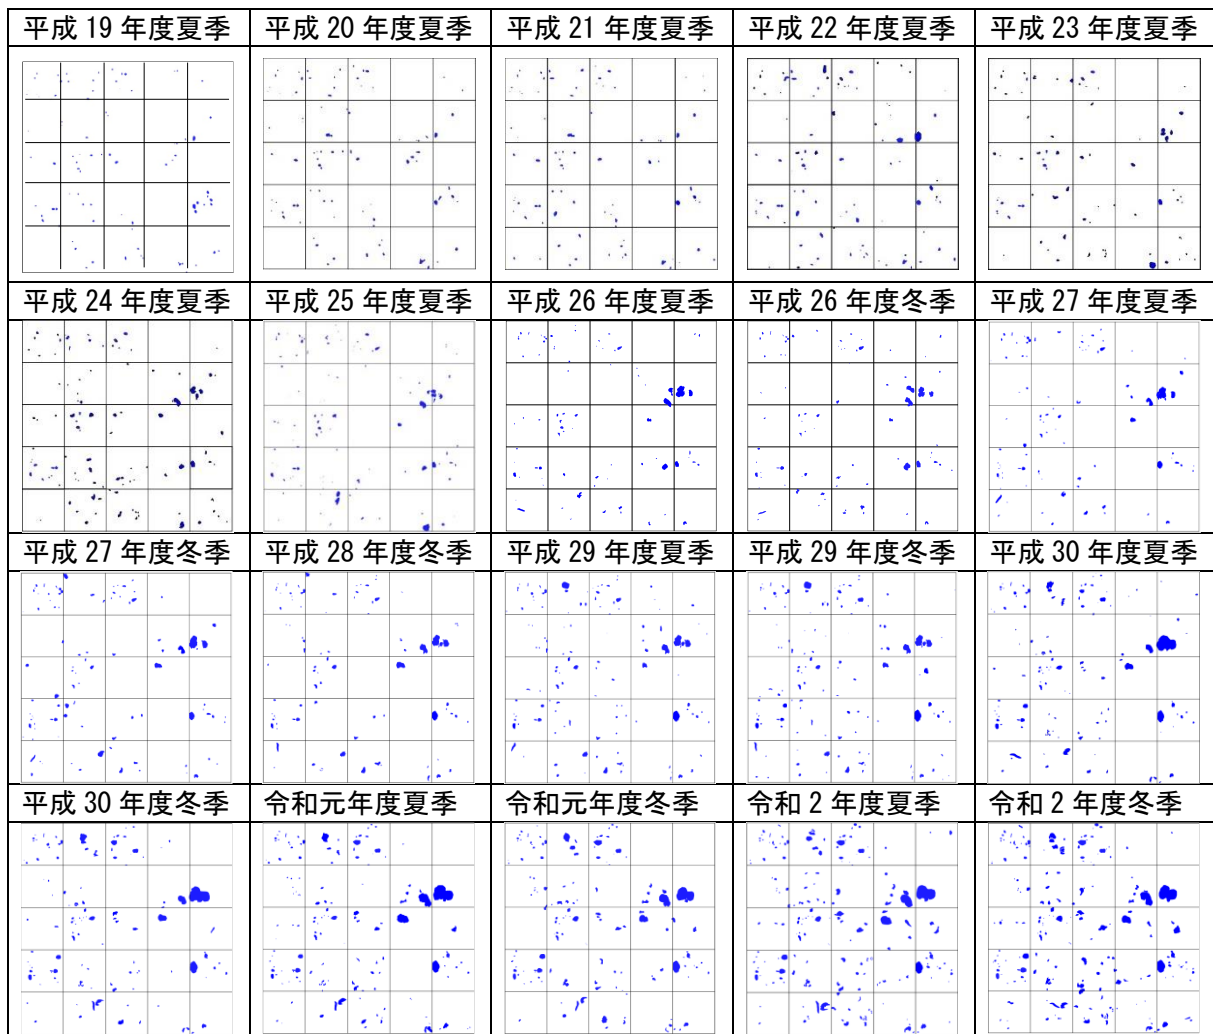 平成 19 年度夏季 平成 20 年度夏季 平成 21 年度夏季 平成 22 年度夏季 平成 23 年度夏季
平成 24 年度夏季 平成 25 年度夏季 平成 26 年度夏季 平成 26 年度冬季 平成 27 年度夏季
平成 27 年度冬季 平成 28 年度冬季 平成 29 年度夏季 平成 29 年度冬季 平成 30 年度夏季
平成 30 年度冬季 令和元年度夏季 令和元年度冬季 令和 2 年度夏季 令和 2 年度冬季